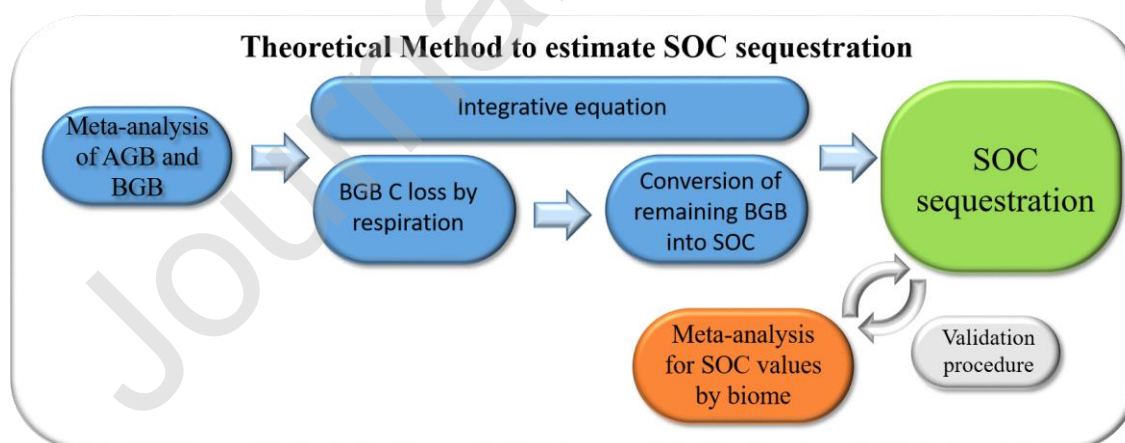 Theoretical Method to estimate SOC sequestration
Integrative equation
Meta-analysis
of AGB and
BGB
BGB C loss by
respiration
Conversion of
remaining BGB
into SOC
SOC
sequestration
Meta-analysis
for SOC values
by biome
Validation
procedure
Journa